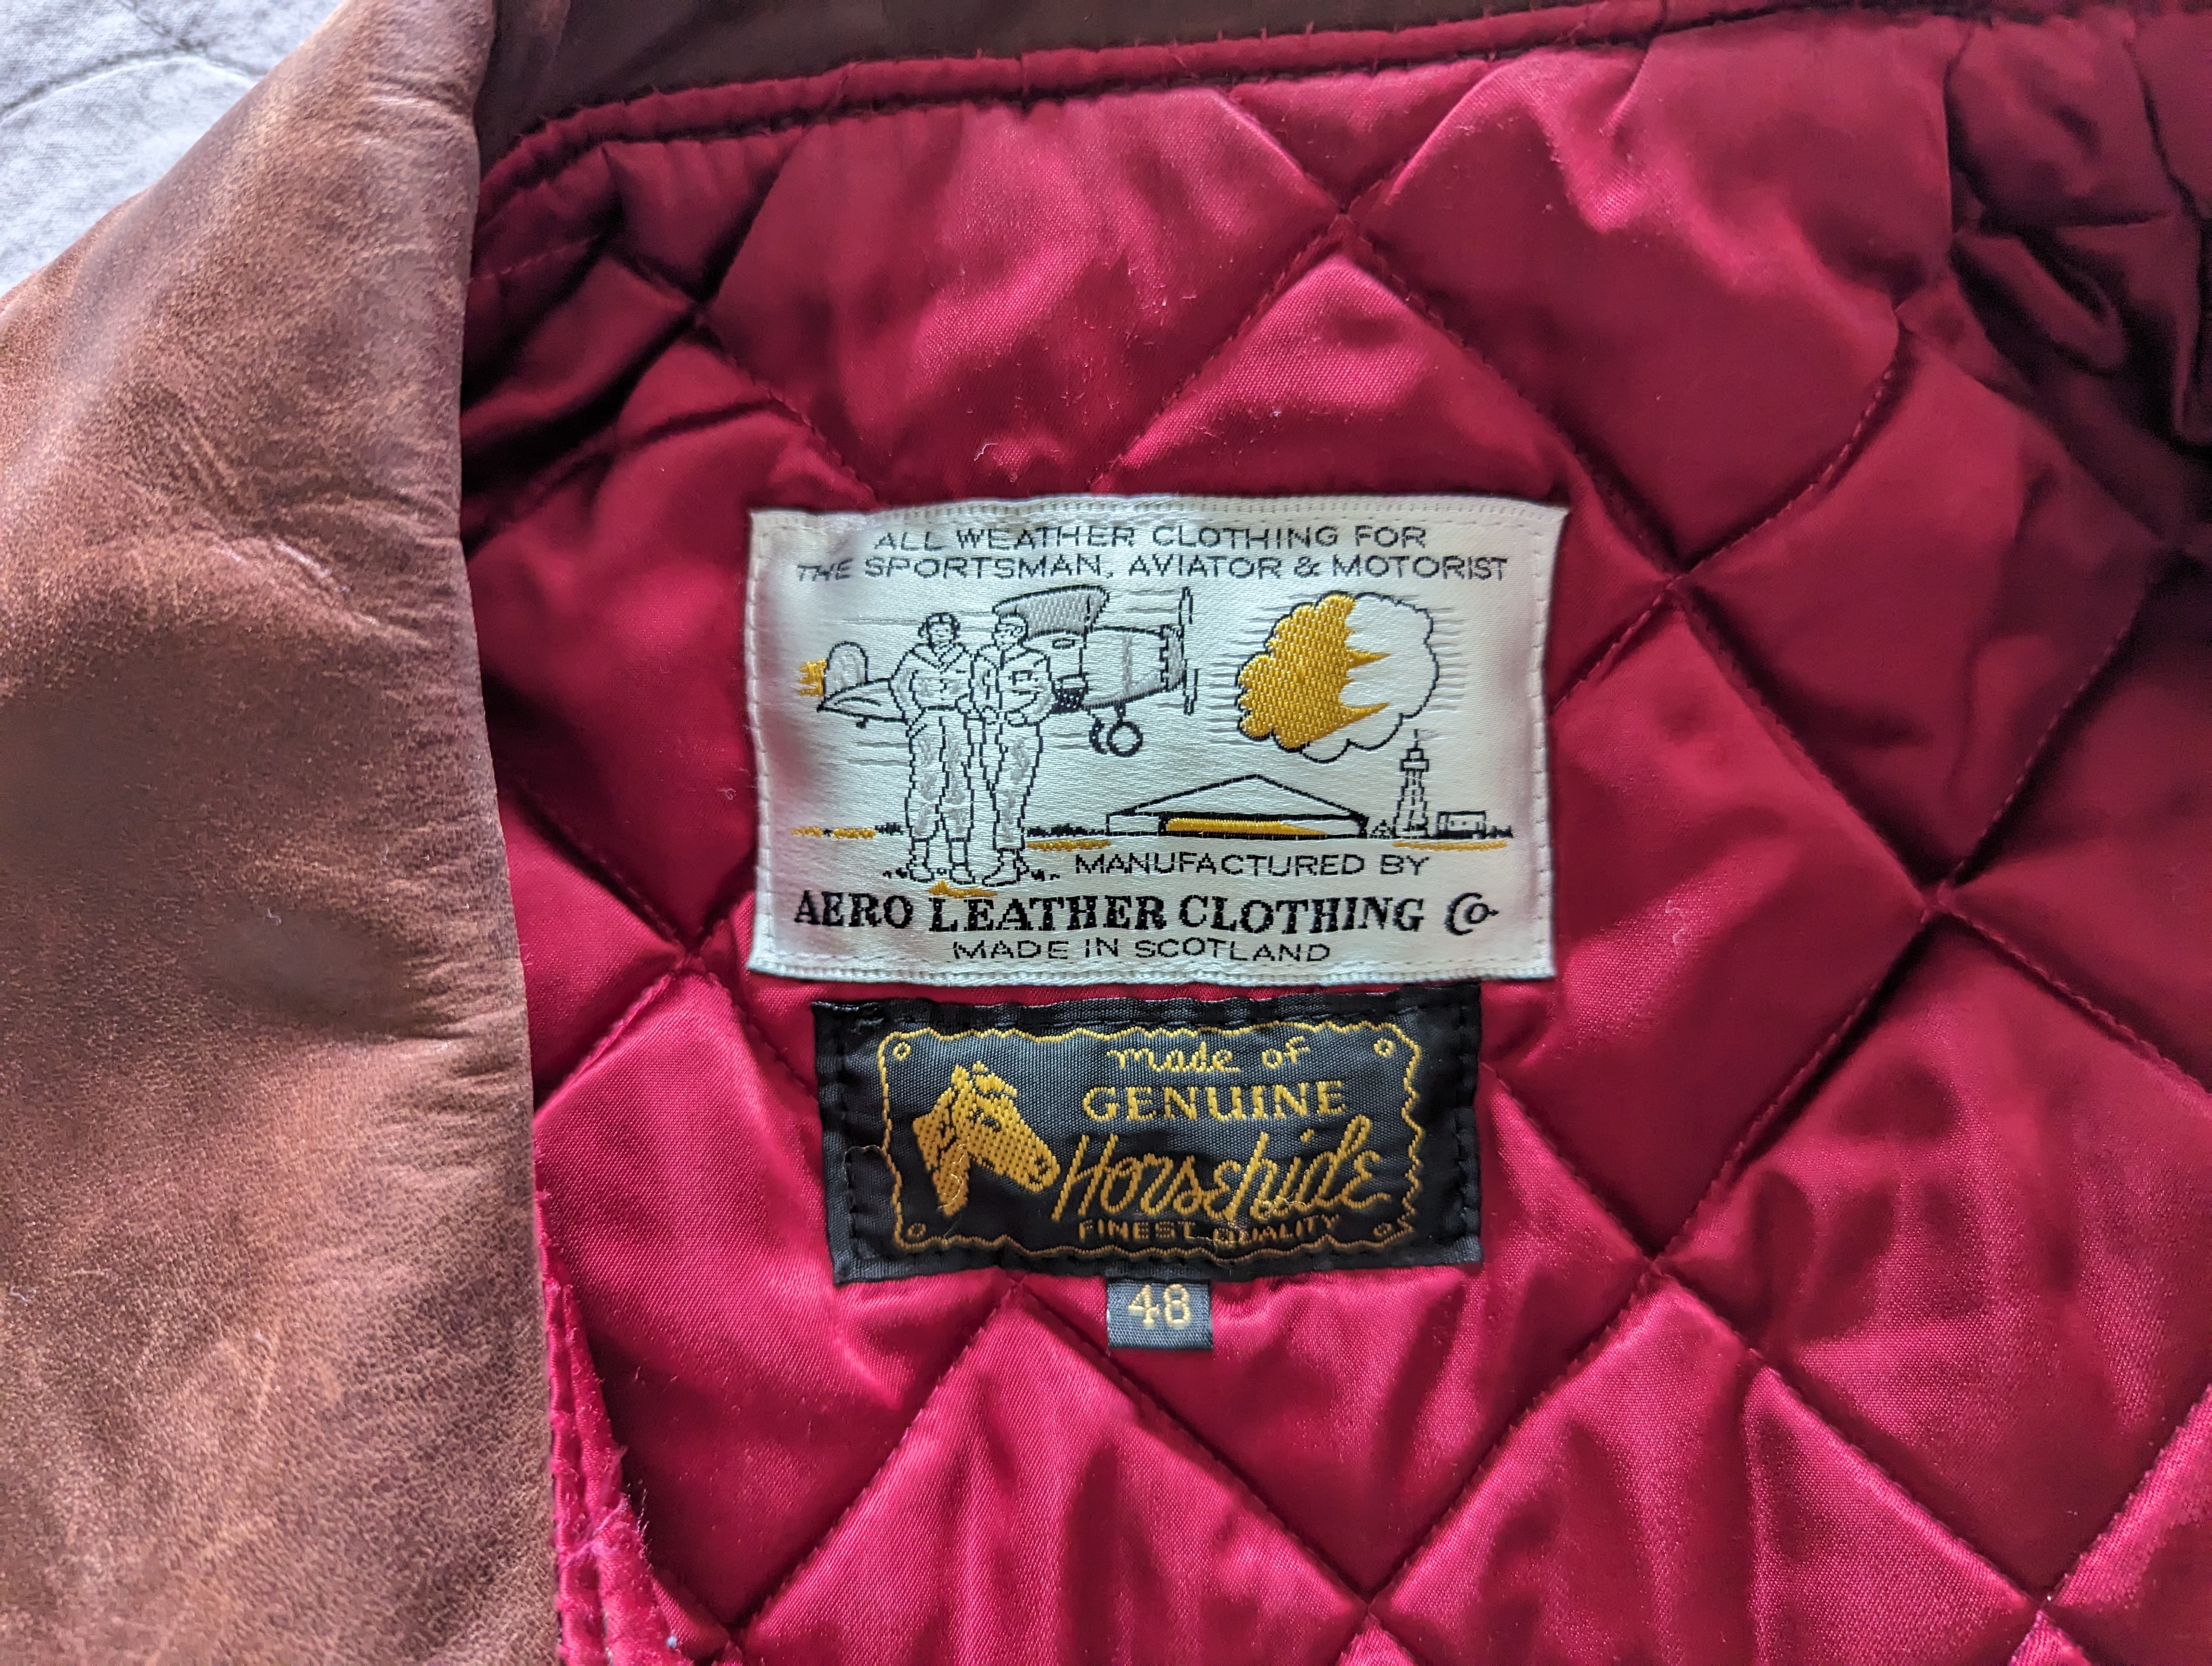 ALL WEATHER CLOTHING FOR
THE SPORTSMAN, AVIATOR & MOTORIST
MANUFACTURED BY
AERO LEATHER CLOTHING Co
MADE IN SCOTLAND
made of
GENUINE
Horsehide
FINEST QUALITY
48